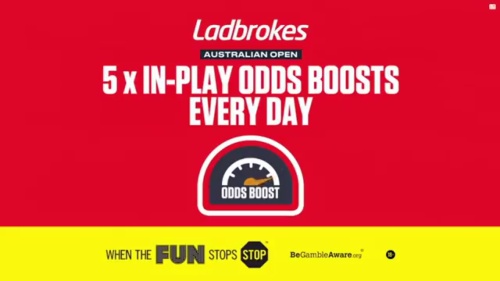 Ladbrokes
AUSTRALIAN OPEN
5 x IN-PLAY ODDS BOOSTS
EVERY DAY
ODDS BOOST
WHEN THE FUN STOPS STOP
BeGambleAware.org